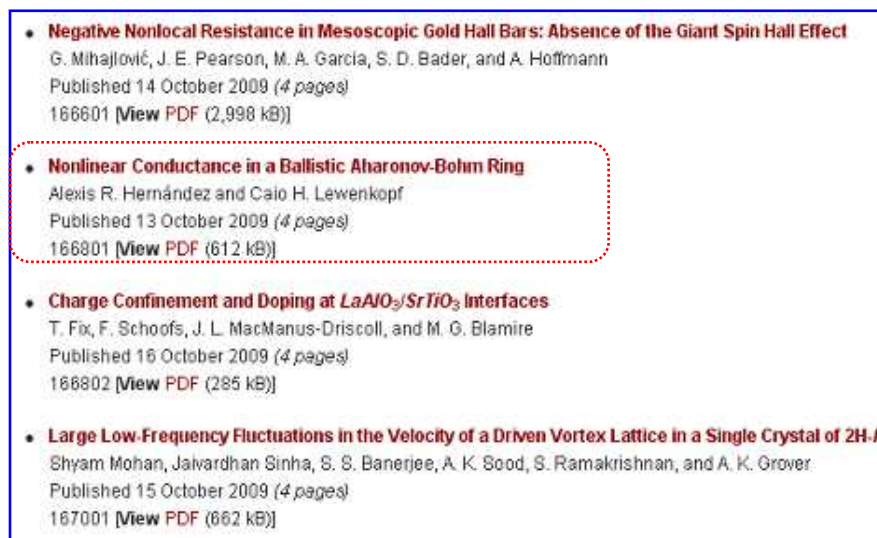 • Negative Nonlocal Resistance in Mesoscopic Gold Hall Bars: Absence of the Giant Spin Hall Effect
G. Mihajlović, J. E. Pearson, M. A. Garcia, S. D. Bader, and A. Hoffmann
Published 14 October 2009 (4 pages)
166601 [View PDF (2,998 kB)]
• Nonlinear Conductance in a Ballistic Aharonov-Bohm Ring
Alexis R. Hernández and Caio H. Lewenkopf
Published 13 October 2009 (4 pages)
166801 [View PDF (612 kB)]
• Charge Confinement and Doping at LaAlO₃/SrTiO₃ Interfaces
T. Fix, F. Schoofs, J. L. MacManus-Driscoll, and M. G. Blamire
Published 16 October 2009 (4 pages)
166802 [View PDF (285 kB)]
• Large Low-Frequency Fluctuations in the Velocity of a Driven Vortex Lattice in a Single Crystal of 2H-
Shyam Mohan, Jaivardhan Sinha, S. S. Banerjee, A. K. Sood, S. Ramakrishnan, and A. K. Grover
Published 15 October 2009 (4 pages)
167001 [View PDF (662 kB)]